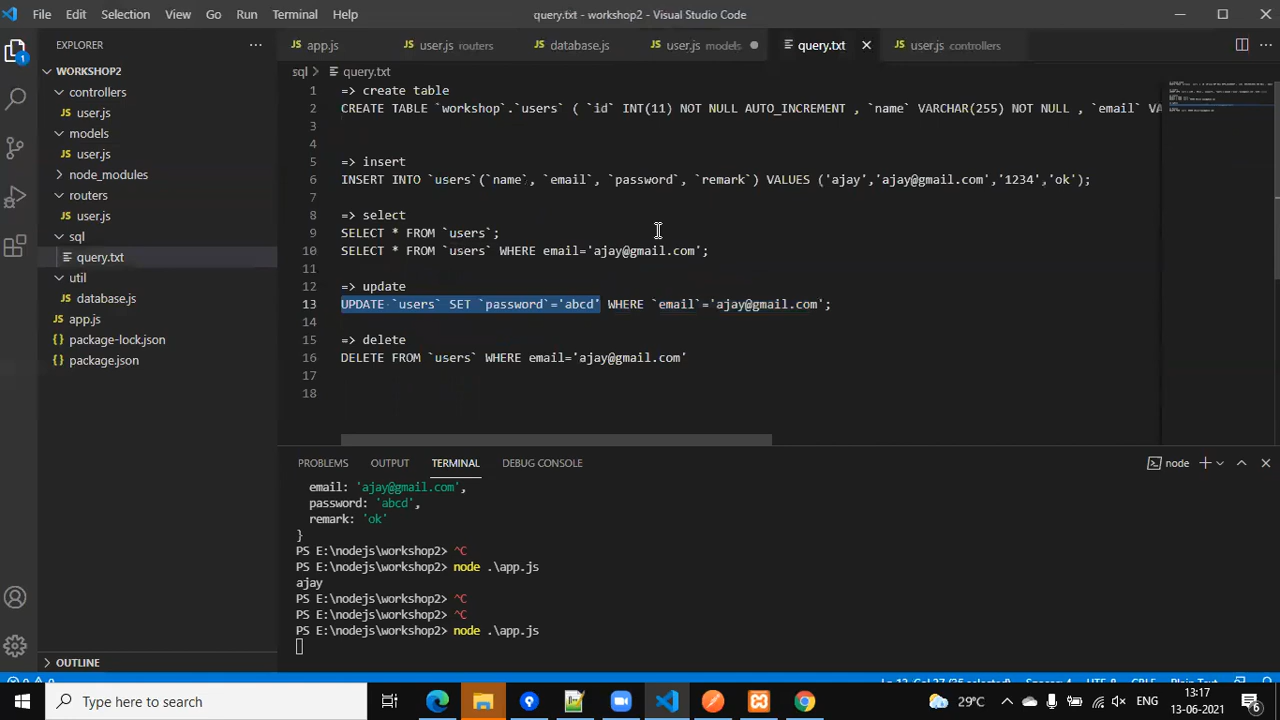 File Edit Selection View Go Run Terminal Help query.txt - workshop2 - Visual Studio Code
EXPLORER
WORKSHOP2
controllers
user.js
models
user.js
node_modules
routers
user.js
sql
query.txt
util
database.js
app.js
package-lock.json
package.json
OUTLINE
app.js user.js routers database.js user.js models query.txt user.js controllers
sql > query.txt
1 => create table
2 CREATE TABLE `workshop`.`users` ( `id` INT(11) NOT NULL AUTO_INCREMENT , `name` VARCHAR(255) NOT NULL , `email` VA
3
4
5 => insert
6 INSERT INTO `users`(`name`, `email`, `password`, `remark`) VALUES ('ajay','ajay@gmail.com','1234','ok');
7
8 => select
9 SELECT * FROM `users`;
10 SELECT * FROM `users` WHERE email='ajay@gmail.com';
11
12 => update
13 UPDATE `users` SET `password`='abcd' WHERE `email`='ajay@gmail.com';
14
15 => delete
16 DELETE FROM `users` WHERE email='ajay@gmail.com'
17
18
PROBLEMS OUTPUT TERMINAL DEBUG CONSOLE node
email: 'ajay@gmail.com',
password: 'abcd',
remark: 'ok'
}
PS E:\nodejs\workshop2> ^C
PS E:\nodejs\workshop2> node .\app.js
ajay
PS E:\nodejs\workshop2> ^C
PS E:\nodejs\workshop2> ^C
PS E:\nodejs\workshop2> node .\app.js
Type here to search
29°C ENG 13:17
13-06-2021
6